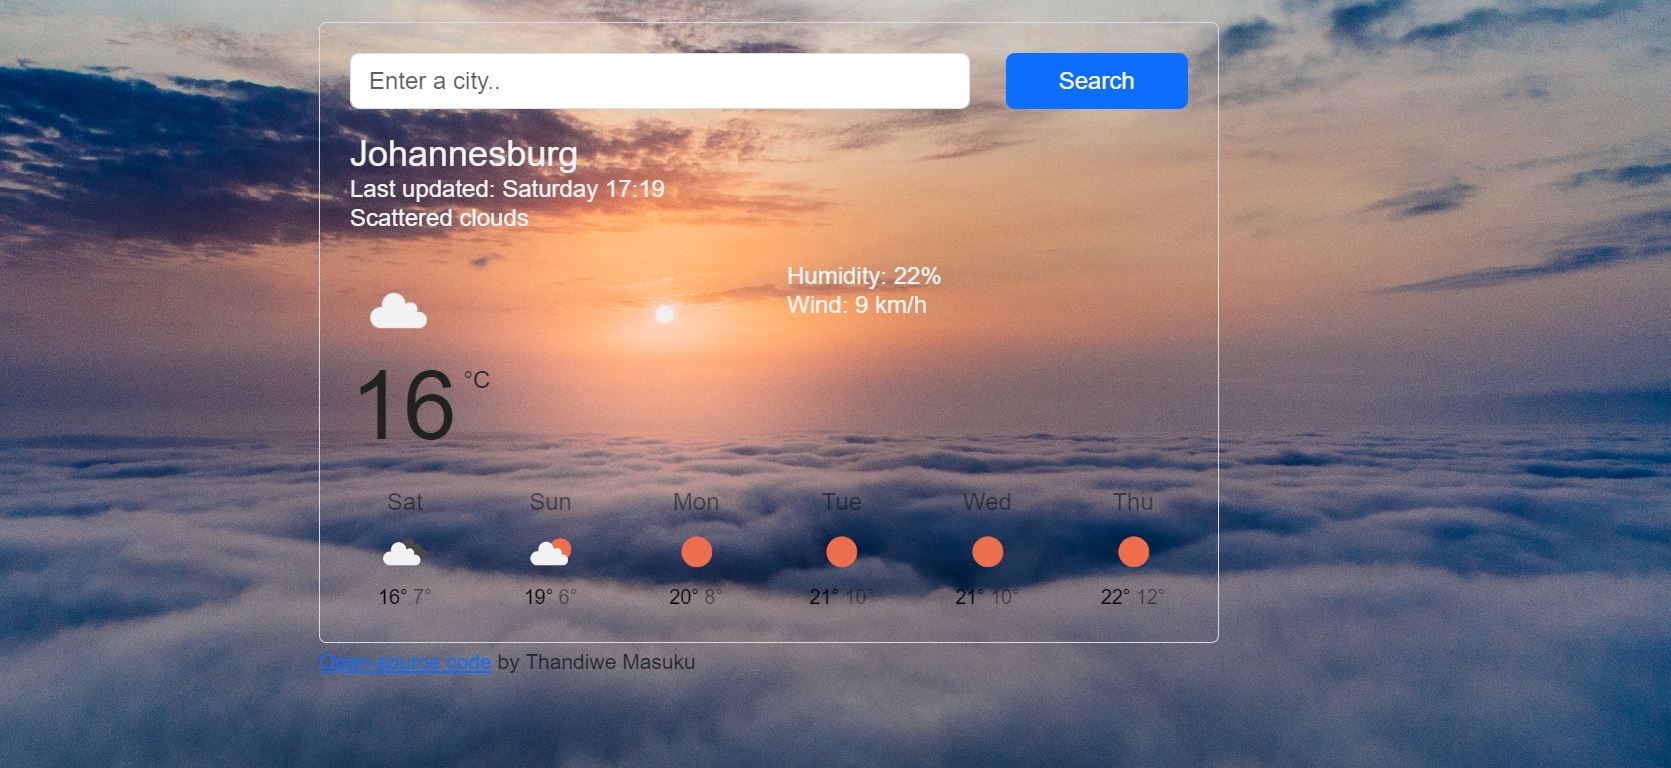 Enter a city..
Search
Johannesburg
Last updated: Saturday 17:19
Scattered clouds
Humidity: 22%
Wind: 9 km/h
16 °C
Sat Sun Mon Tue Wed Thu
16° 7° 19° 6° 20° 8° 21° 10° 21° 10° 22° 12°
Open-source code by Thandiwe Masuku